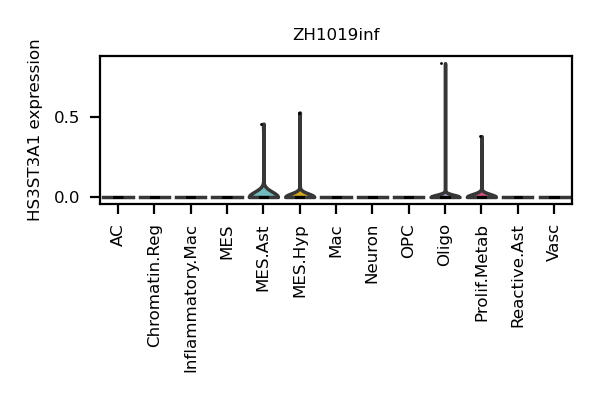 ZH1019inf
HS3ST3A1 expression
0.5
0.0
AC
Chromatin.Reg
Inflammatory.Mac
MES
MES.Ast
MES.Hyp
Mac
Neuron
OPC
Oligo
Prolif.Metab
Reactive.Ast
Vasc